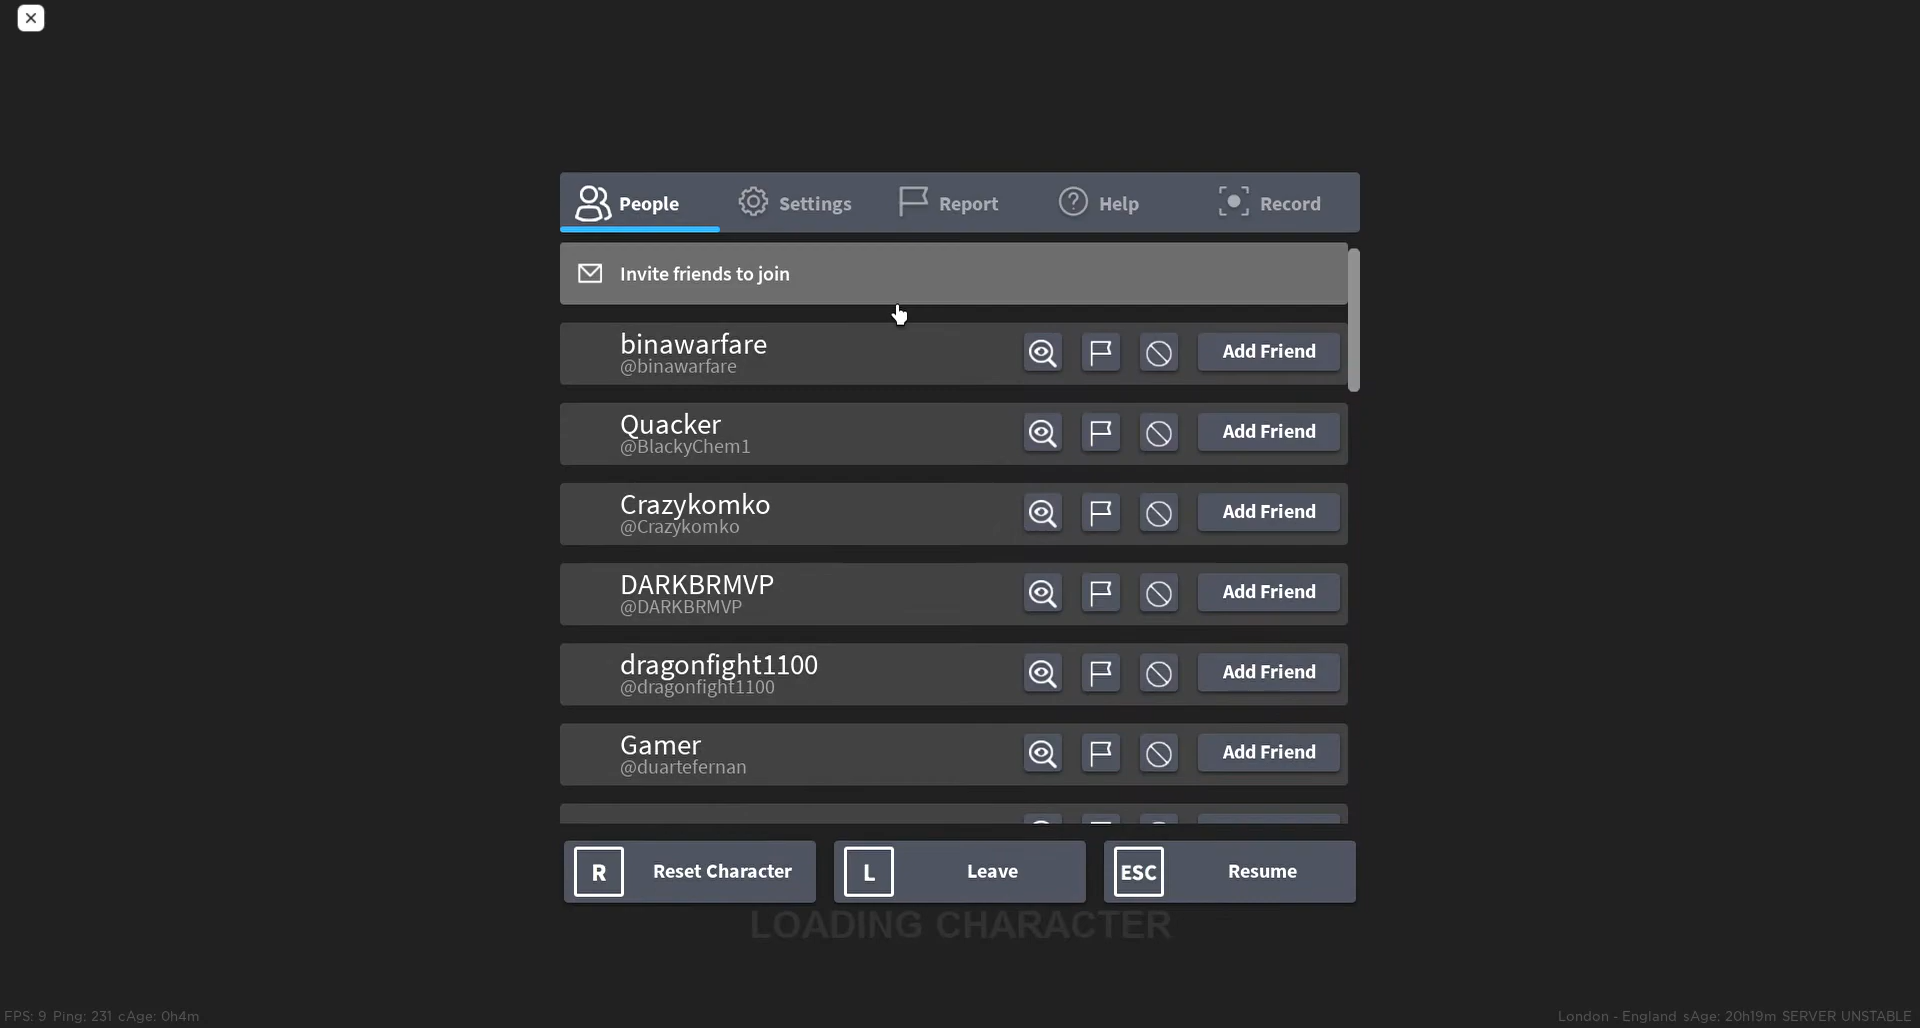 People
Settings
Report
Help
Record
Invite friends to join
binawarfare
@binawarfare
Add Friend
Quacker
@BlackyChem1
Add Friend
Crazykomko
@Crazykomko
Add Friend
DARKBRMVP
@DARKBRMVP
Add Friend
dragonfight1100
@dragonfight1100
Add Friend
Gamer
@duartefernan
Add Friend
R Reset Character
L Leave
ESC Resume
LOADING CHARACTER
FPS: 9 Ping: 231 cAge: 0h4m
London - England sAge: 20h19m SERVER UNSTABLE